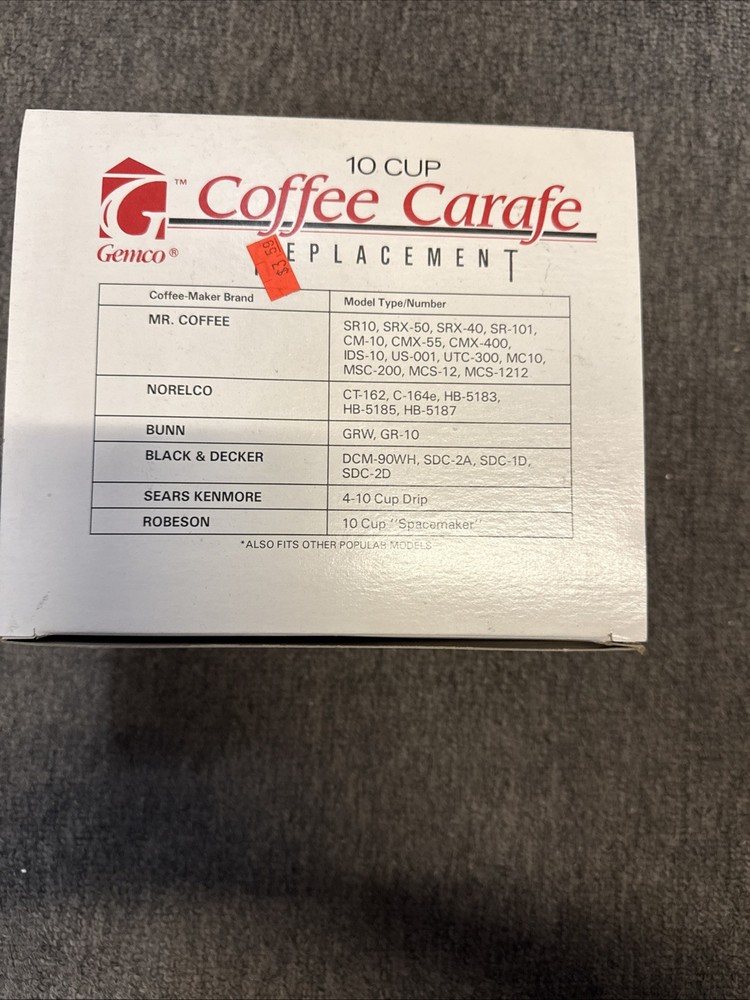 10 CUP
™
Coffee Carafe
Gemco®
EPLACEMENT
$3.59
Coffee-Maker Brand
Model Type/Number
MR. COFFEE
SR10, SRX-50, SRX-40, SR-101,
CM-10, CMX-55, CMX-400,
IDS-10, US-001, UTC-300, MC10,
MSC-200, MCS-12, MCS-1212
NORELCO
CT-162, C-164e, HB-5183,
HB-5185, HB-5187
BUNN
GRW, GR-10
BLACK & DECKER
DCM-90WH, SDC-2A, SDC-1D,
SDC-2D
SEARS KENMORE
4-10 Cup Drip
ROBESON
10 Cup "Spacemaker"
*ALSO FITS OTHER POPULAR MODELS